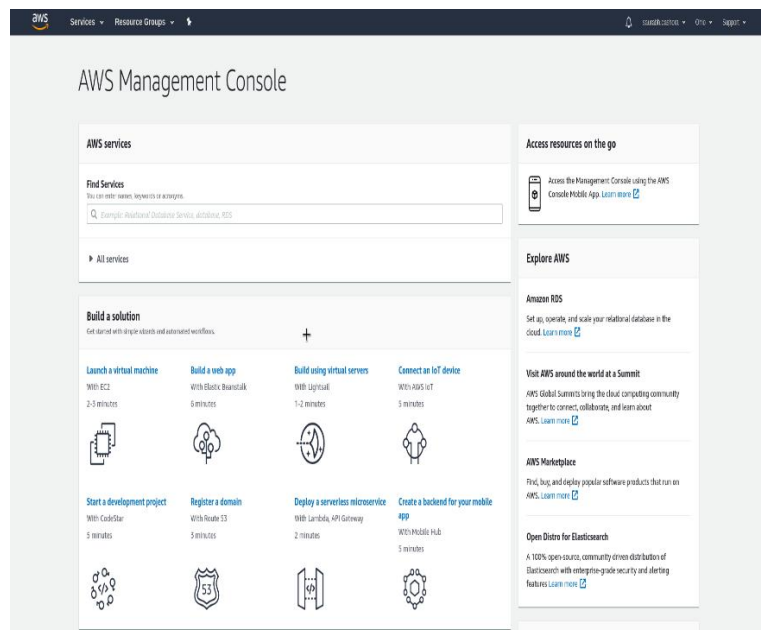 aws
Services
Resource Groups
Ohio
Support
AWS Management Console
AWS services
Find Services
You can enter names, keywords or acronyms.
Example: Relational Database Service, database, RDS
All services
Build a solution
Get started with simple wizards and automated workflows.
Launch a virtual machine
With EC2
2-3 minutes
Build a web app
With Elastic Beanstalk
6 minutes
Build using virtual servers
With Lightsail
1-2 minutes
Connect an IoT device
With AWS IoT
5 minutes
Start a development project
With CodeStar
5 minutes
Register a domain
With Route 53
3 minutes
53
Deploy a serverless microservice
With Lambda, API Gateway
2 minutes
Create a backend for your mobile
app
With Mobile Hub
5 minutes
Access resources on the go
Access the Management Console using the AWS
Console Mobile App. Learn more
Explore AWS
Amazon RDS
Set up, operate, and scale your relational database in the
cloud. Learn more
Visit AWS around the world at a Summit
AWS Global Summits bring the cloud computing community
together to connect, collaborate, and learn about
AWS. Learn more
AWS Marketplace
Find, buy, and deploy popular software products that run on
AWS. Learn more
Open Distro for Elasticsearch
A 100% open-source, community driven distribution of
Elasticsearch with enterprise-grade security and alerting
features Learn more